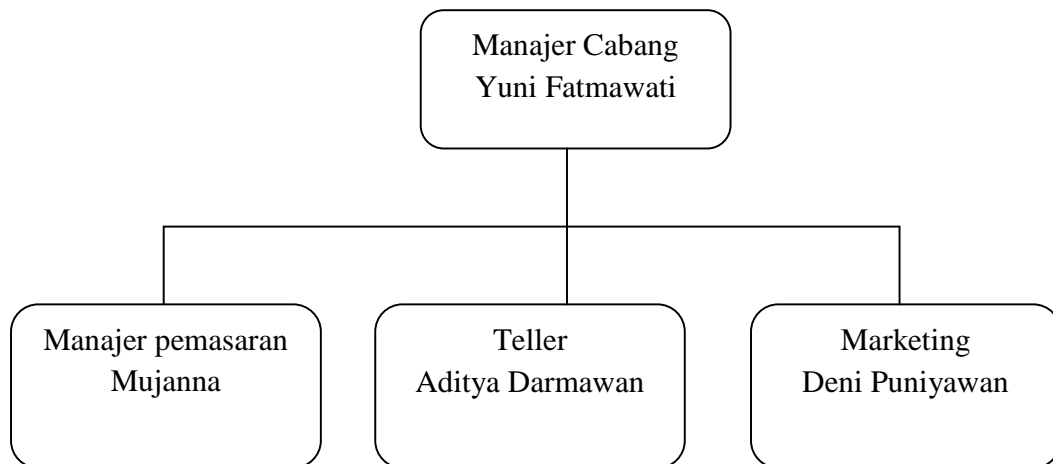 Manajer Cabang
Yuni Fatmawati
Manajer pemasaran
Mujanna
Teller
Aditya Darmawan
Marketing
Deni Puniyawan